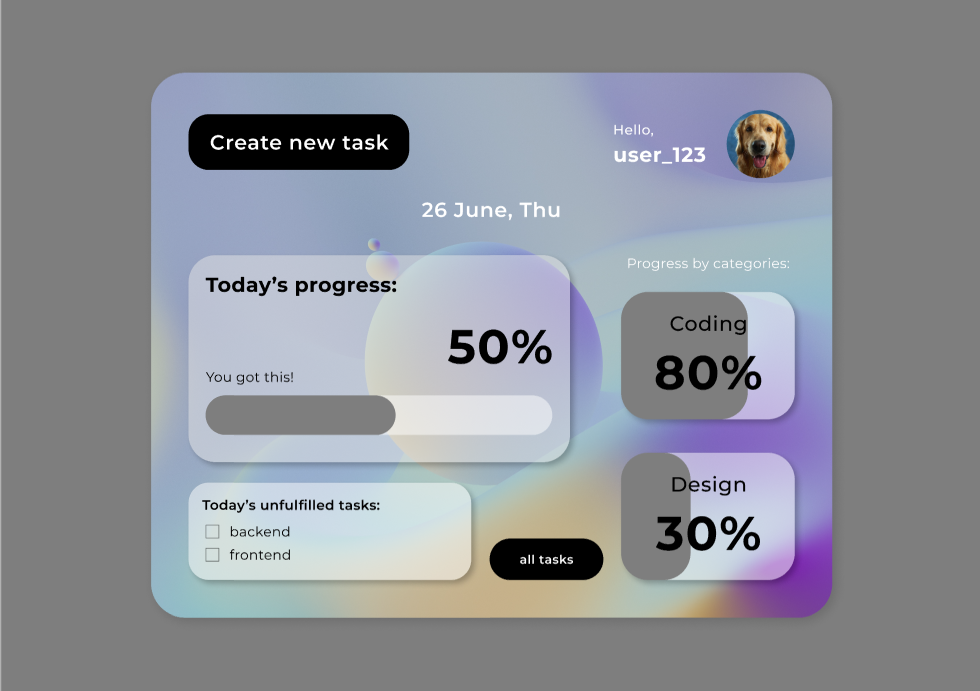 Create new task
Hello,
user_123
26 June, Thu
Today’s progress:
50%
You got this!
Progress by categories:
Coding
80%
Design
30%
Today’s unfulfilled tasks:
backend
frontend
all tasks